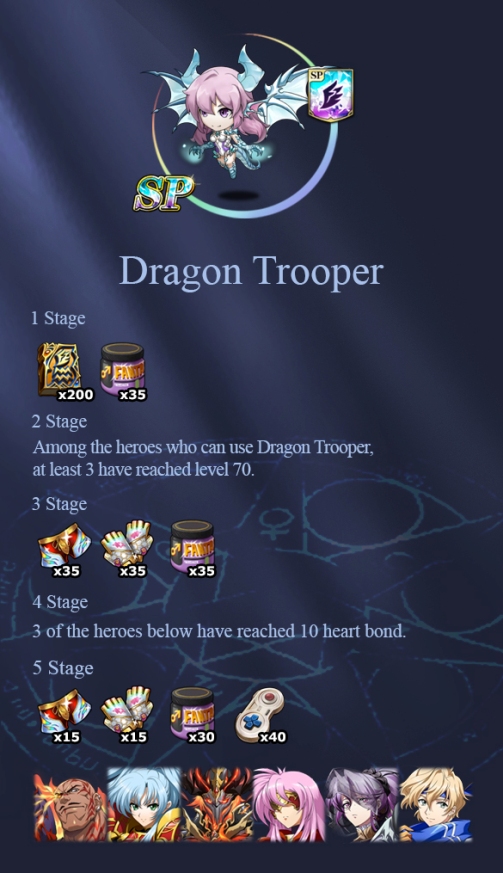 SP
SP
Dragon Trooper
1 Stage
x200
x35
2 Stage
Among the heroes who can use Dragon Trooper,
at least 3 have reached level 70.
3 Stage
x35
x35
x35
4 Stage
3 of the heroes below have reached 10 heart bond.
5 Stage
x15
x15
x30
x40